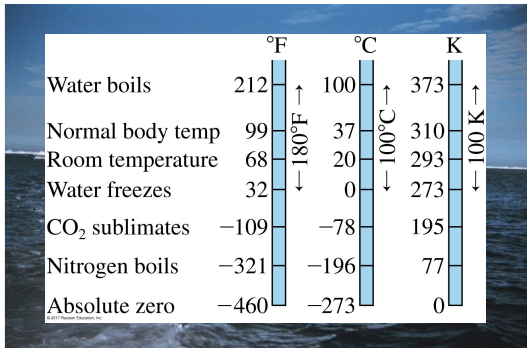 °F °C K
Water boils 212 100 373
Normal body temp 99 37 310
Room temperature 68 20 293
Water freezes 32 0 273
CO₂ sublimates −109 −78 195
Nitrogen boils −321 −196 77
Absolute zero −460 −273 0
←180°F→
←100°C→
←100 K→
© 2017 Pearson Education, Inc.